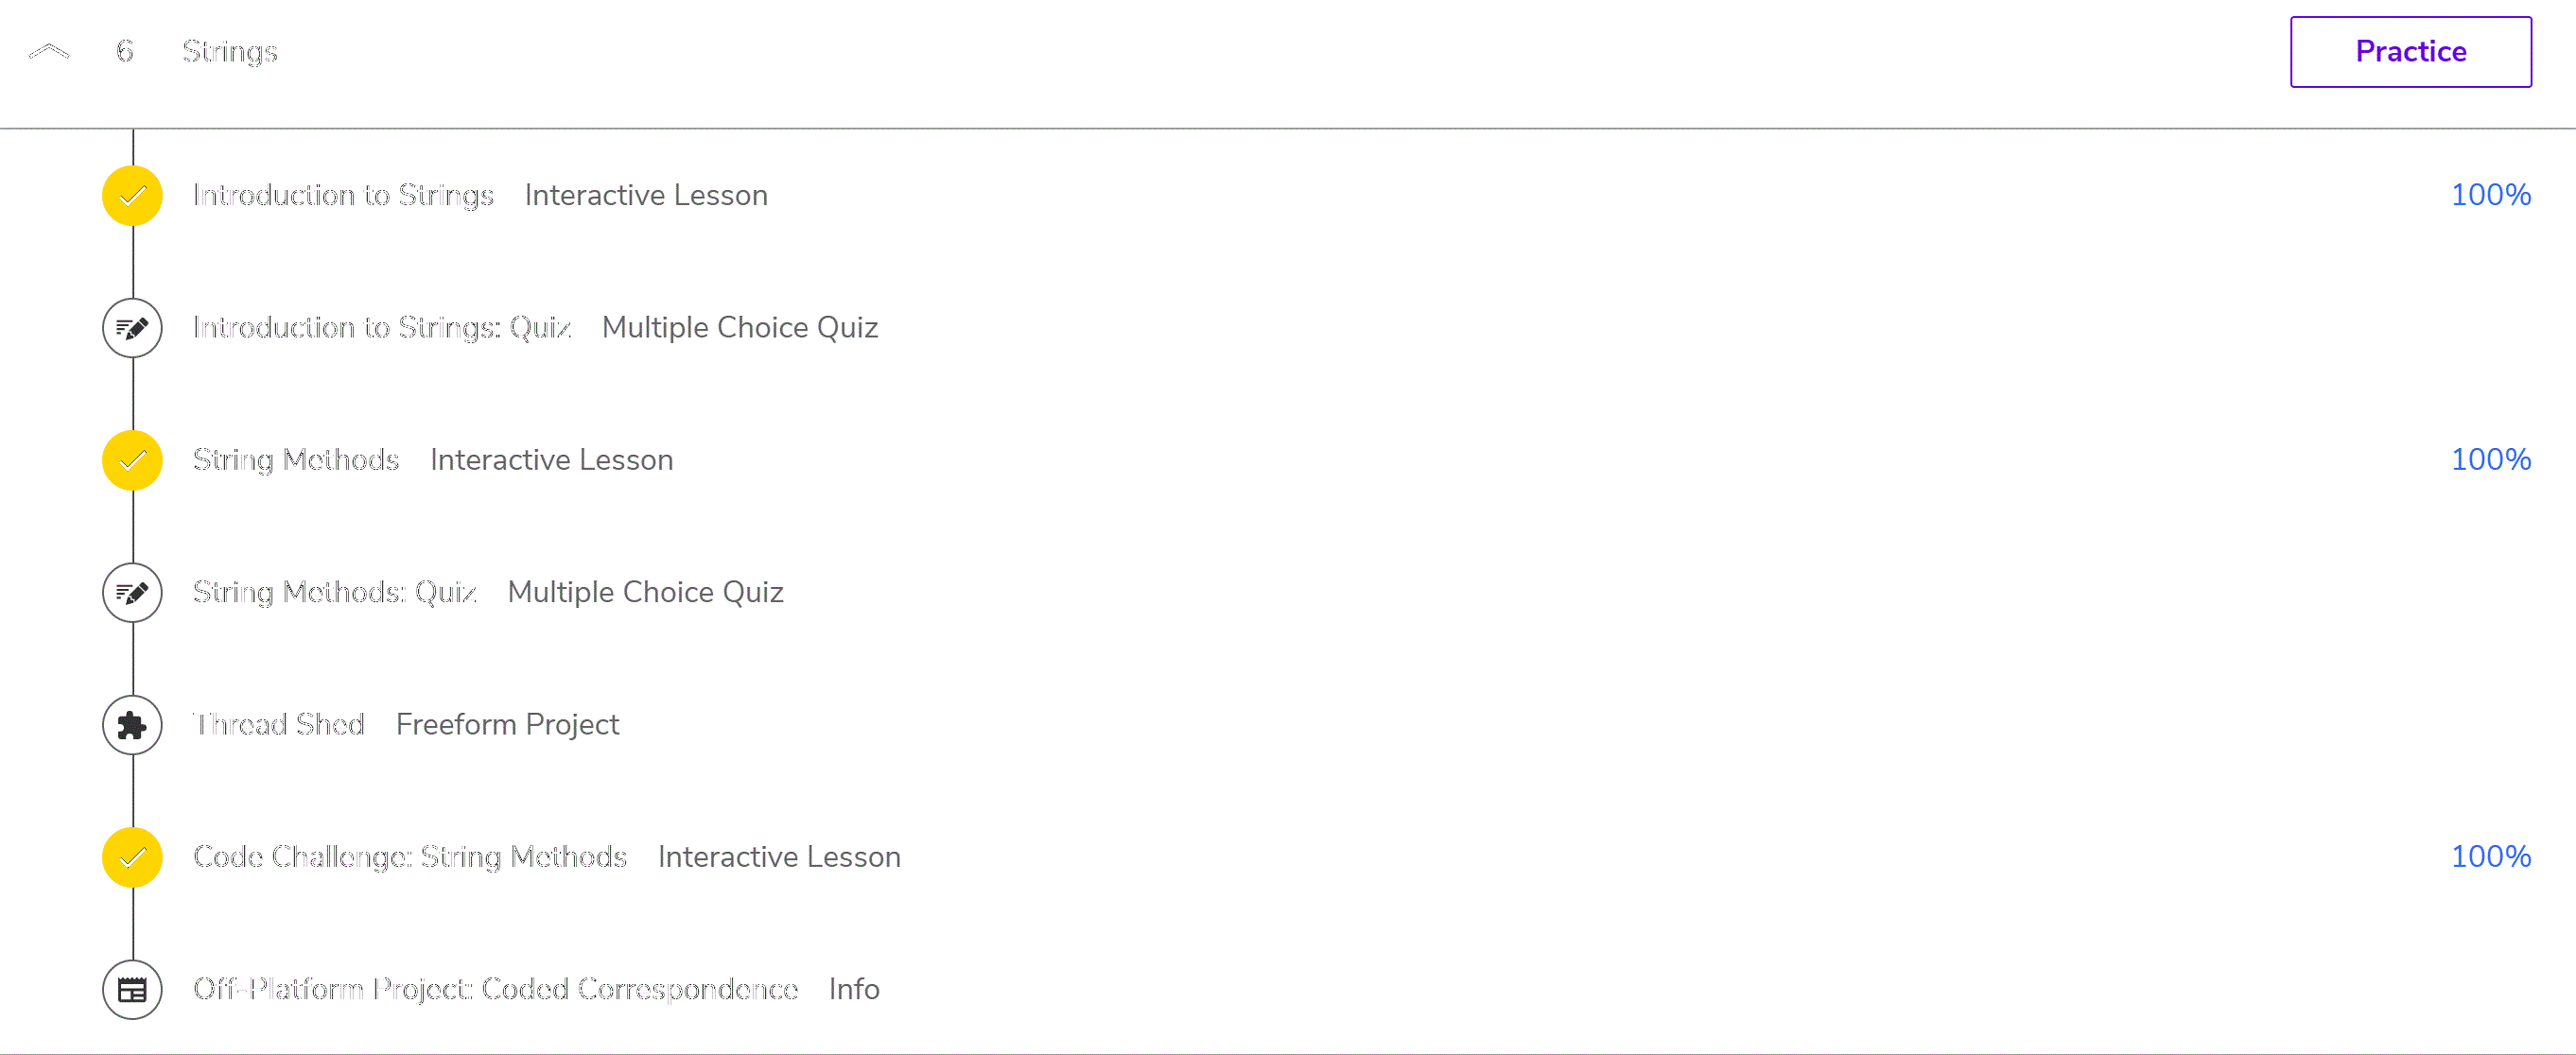 6 Strings Practice
Introduction to Strings Interactive Lesson 100%
Introduction to Strings: Quiz Multiple Choice Quiz
String Methods Interactive Lesson 100%
String Methods: Quiz Multiple Choice Quiz
Thread Shed Freeform Project
Code Challenge: String Methods Interactive Lesson 100%
Off-Platform Project: Coded Correspondence Info